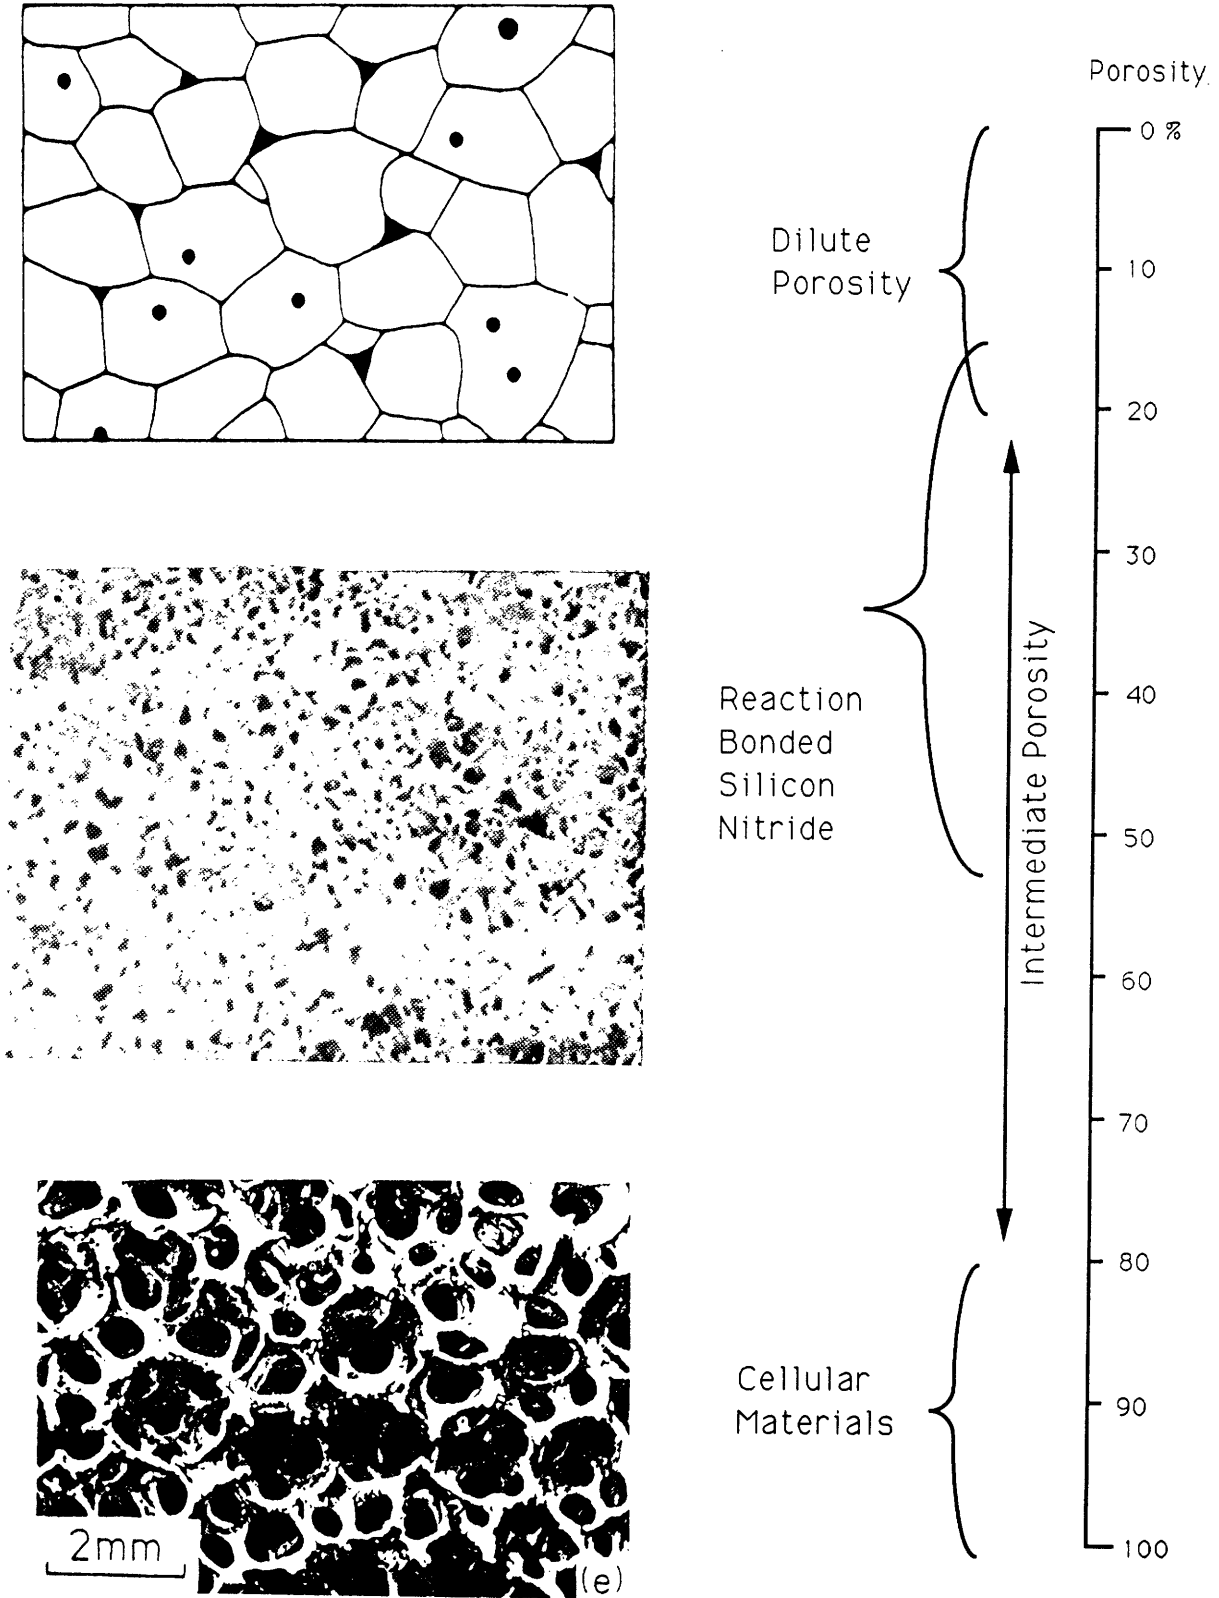 Porosity
0 %
Dilute
Porosity
10
20
30
Reaction
Bonded
Silicon
Nitride
Intermediate Porosity
40
50
60
70
80
Cellular
Materials
90
100
2mm
(e)